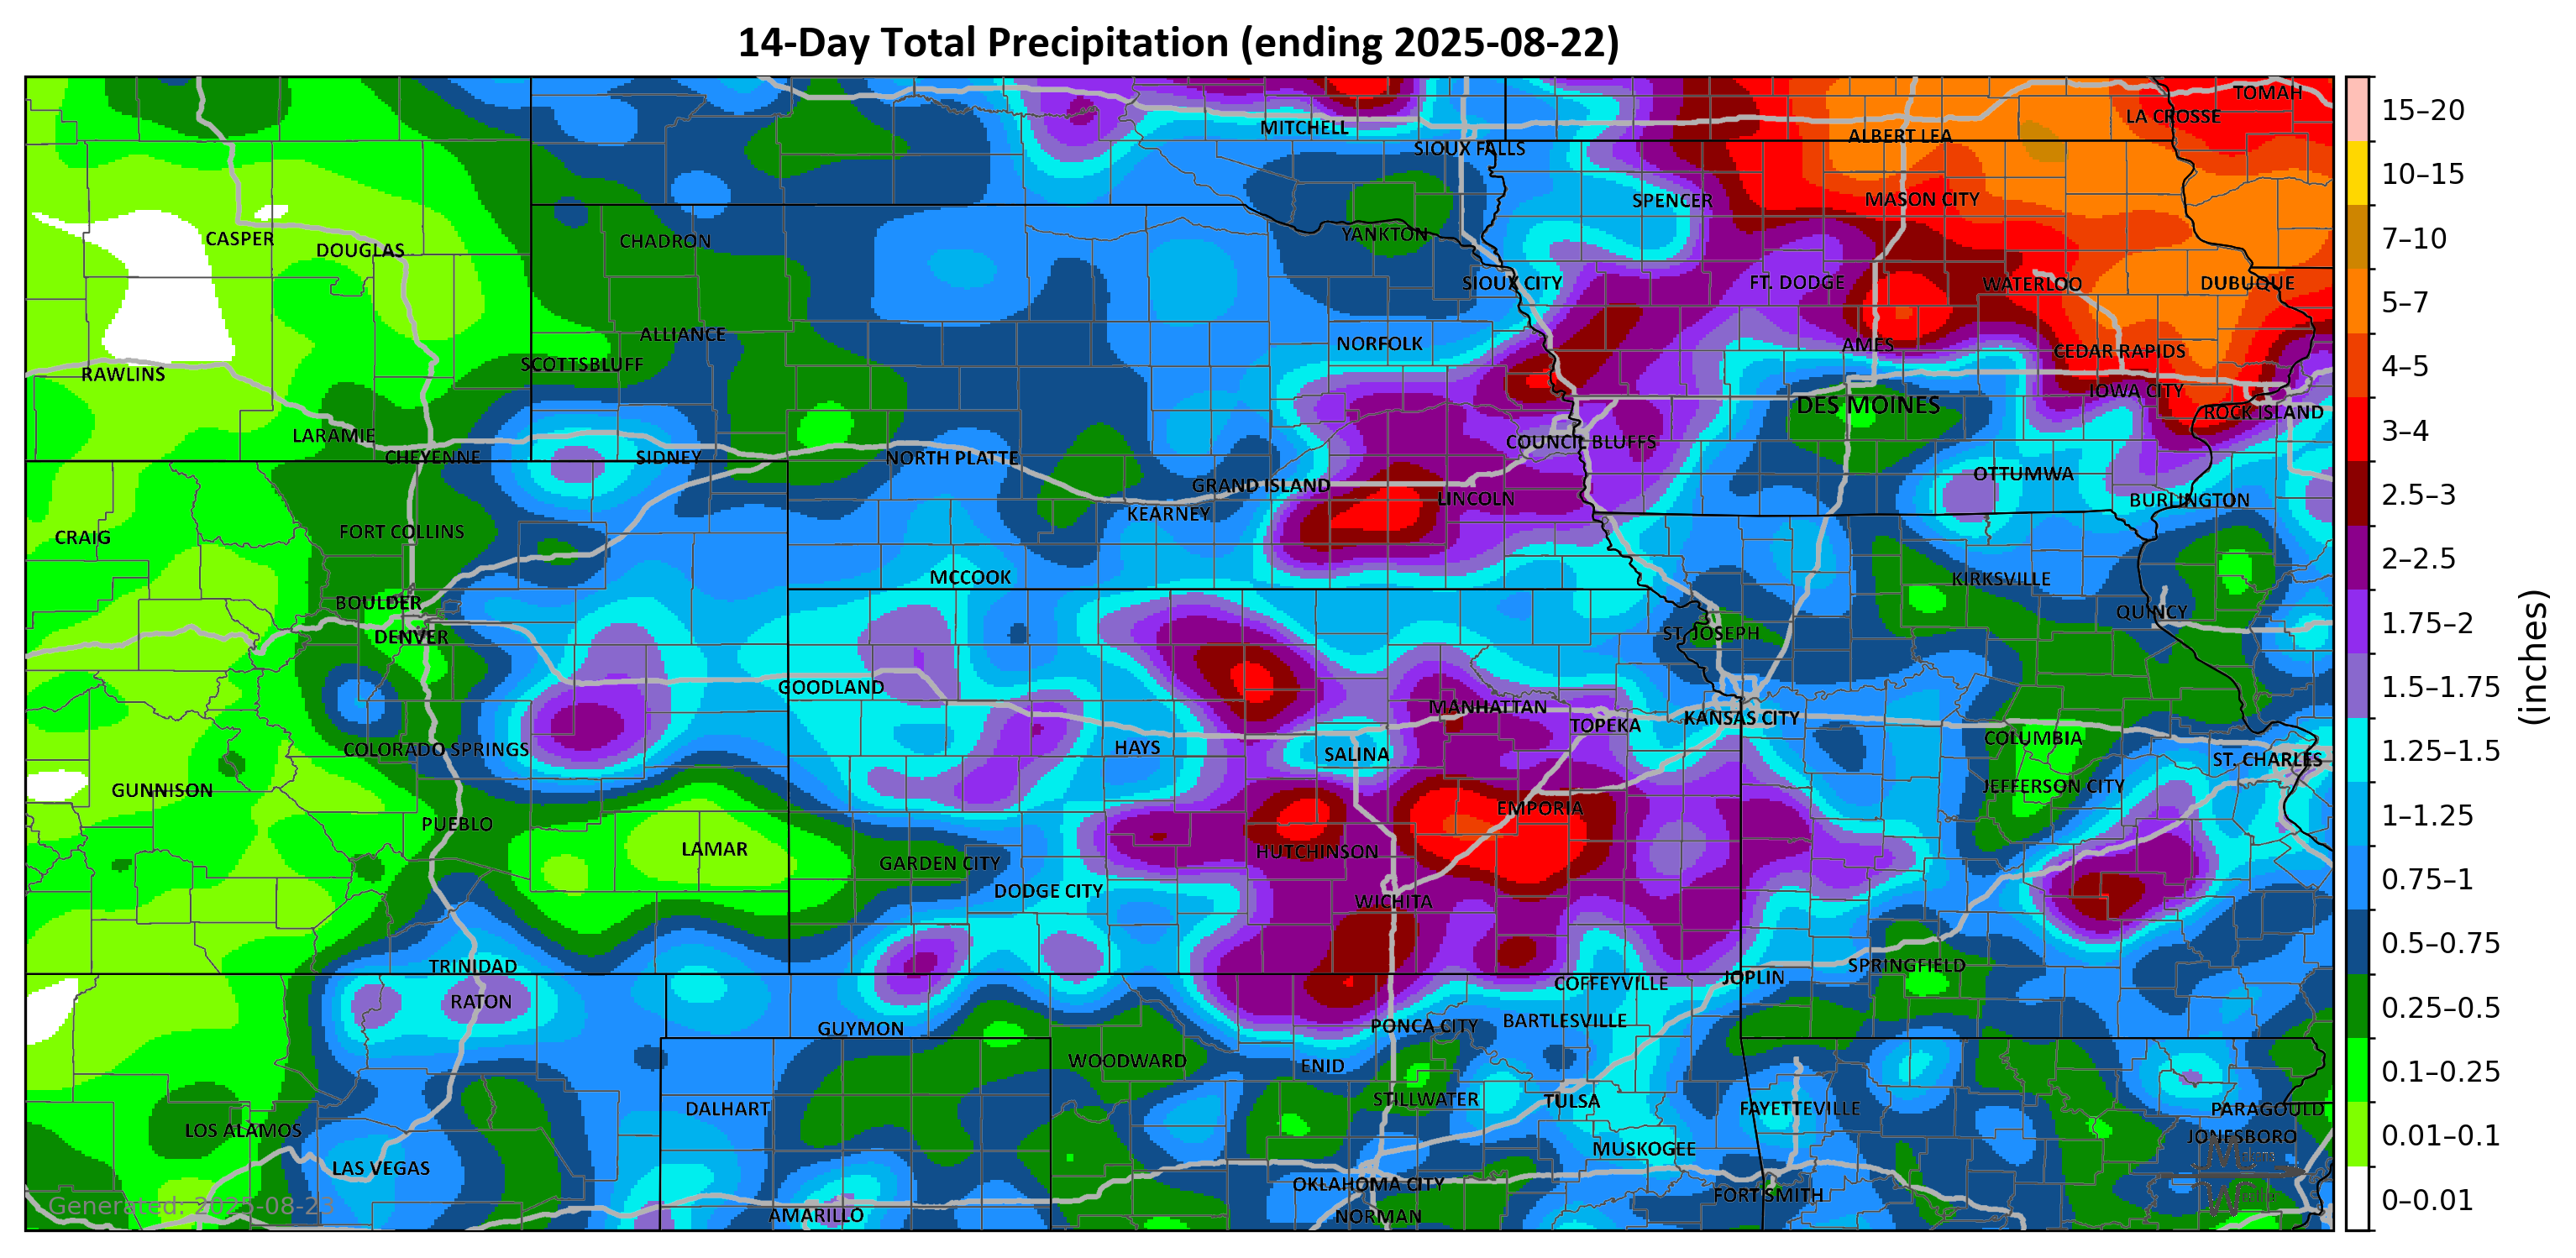 14-Day Total Precipitation (ending 2025-08-22)
TOMAH
LA CROSSE
MITCHELL
ALBERT LEA
SIOUX FALLS
SPENCER
MASON CITY
YANKTON
CASPER
CHADRON
DOUGLAS
SIOUX CITY
FT. DODGE
WATERLOO
DUBUQUE
ALLIANCE
NORFOLK
AMES
CEDAR RAPIDS
SCOTTSBLUFF
RAWLINS
IOWA CITY
DES MOINES
ROCK ISLAND
LARAMIE
COUNCIL BLUFFS
CHEYENNE
SIDNEY
NORTH PLATTE
OTTUMWA
GRAND ISLAND
LINCOLN
BURLINGTON
KEARNEY
FORT COLLINS
CRAIG
MCCOOK
KIRKSVILLE
BOULDER
QUINCY
DENVER
ST. JOSEPH
GOODLAND
MANHATTAN
KANSAS CITY
TOPEKA
COLUMBIA
COLORADO SPRINGS
HAYS
SALINA
ST. CHARLES
GUNNISON
JEFFERSON CITY
EMPORIA
PUEBLO
LAMAR
HUTCHINSON
GARDEN CITY
DODGE CITY
WICHITA
TRINIDAD
SPRINGFIELD
JOPLIN
COFFEYVILLE
RATON
BARTLESVILLE
PONCA CITY
GUYMON
WOODWARD
ENID
STILLWATER
TULSA
DALHART
FAYETTEVILLE
PARAGOULD
LOS ALAMOS
JONESBORO
MUSKOGEE
LAS VEGAS
OKLAHOMA CITY
FORT SMITH
AMARILLO
NORMAN
Generated: 2025-08-23
15–20
10–15
7–10
5–7
4–5
3–4
2.5–3
2–2.5
1.75–2
1.5–1.75
1.25–1.5
1–1.25
0.75–1
0.5–0.75
0.25–0.5
0.1–0.25
0.01–0.1
0–0.01
(inches)